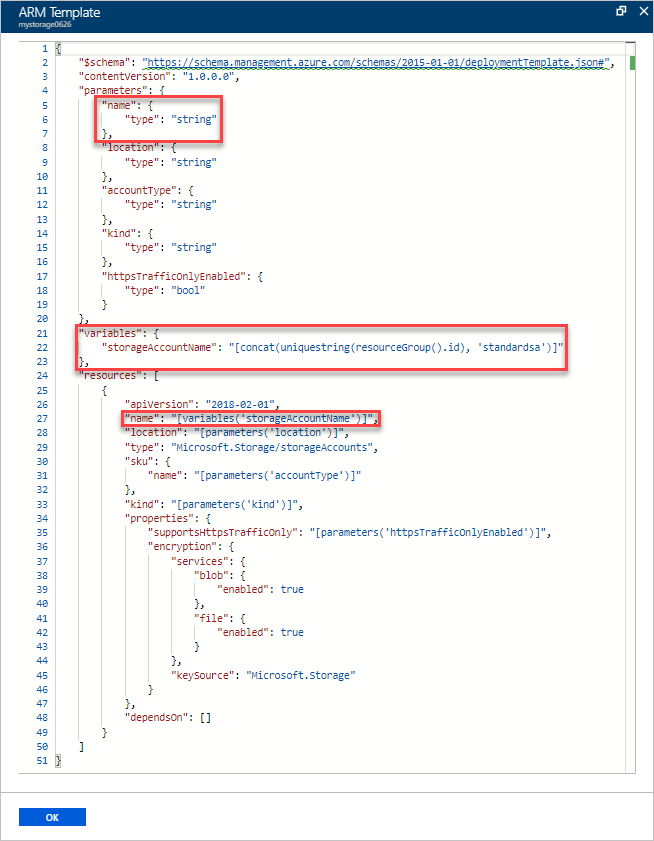 ARM Template
mystorage0626
1 {
2 "$schema": "https://schema.management.azure.com/schemas/2015-01-01/deploymentTemplate.json#",
3 "contentVersion": "1.0.0.0",
4 "parameters": {
5 "name": {
6 "type": "string"
7 },
8 "location": {
9 "type": "string"
10 },
11 "accountType": {
12 "type": "string"
13 },
14 "kind": {
15 "type": "string"
16 },
17 "httpsTrafficOnlyEnabled": {
18 "type": "bool"
19 }
20 },
21 "variables": {
22 "storageAccountName": "[concat(uniquestring(resourceGroup().id), 'standardsa')]"
23 },
24 "resources": [
25 {
26 "apiVersion": "2018-02-01",
27 "name": "[variables('storageAccountName')]",
28 "location": "[parameters('location')]",
29 "type": "Microsoft.Storage/storageAccounts",
30 "sku": {
31 "name": "[parameters('accountType')]"
32 },
33 "kind": "[parameters('kind')]",
34 "properties": {
35 "supportsHttpsTrafficOnly": "[parameters('httpsTrafficOnlyEnabled')]",
36 "encryption": {
37 "services": {
38 "blob": {
39 "enabled": true
40 },
41 "file": {
42 "enabled": true
43 }
44 },
45 "keySource": "Microsoft.Storage"
46 }
47 },
48 "dependsOn": []
49 }
50 ]
51 }
OK